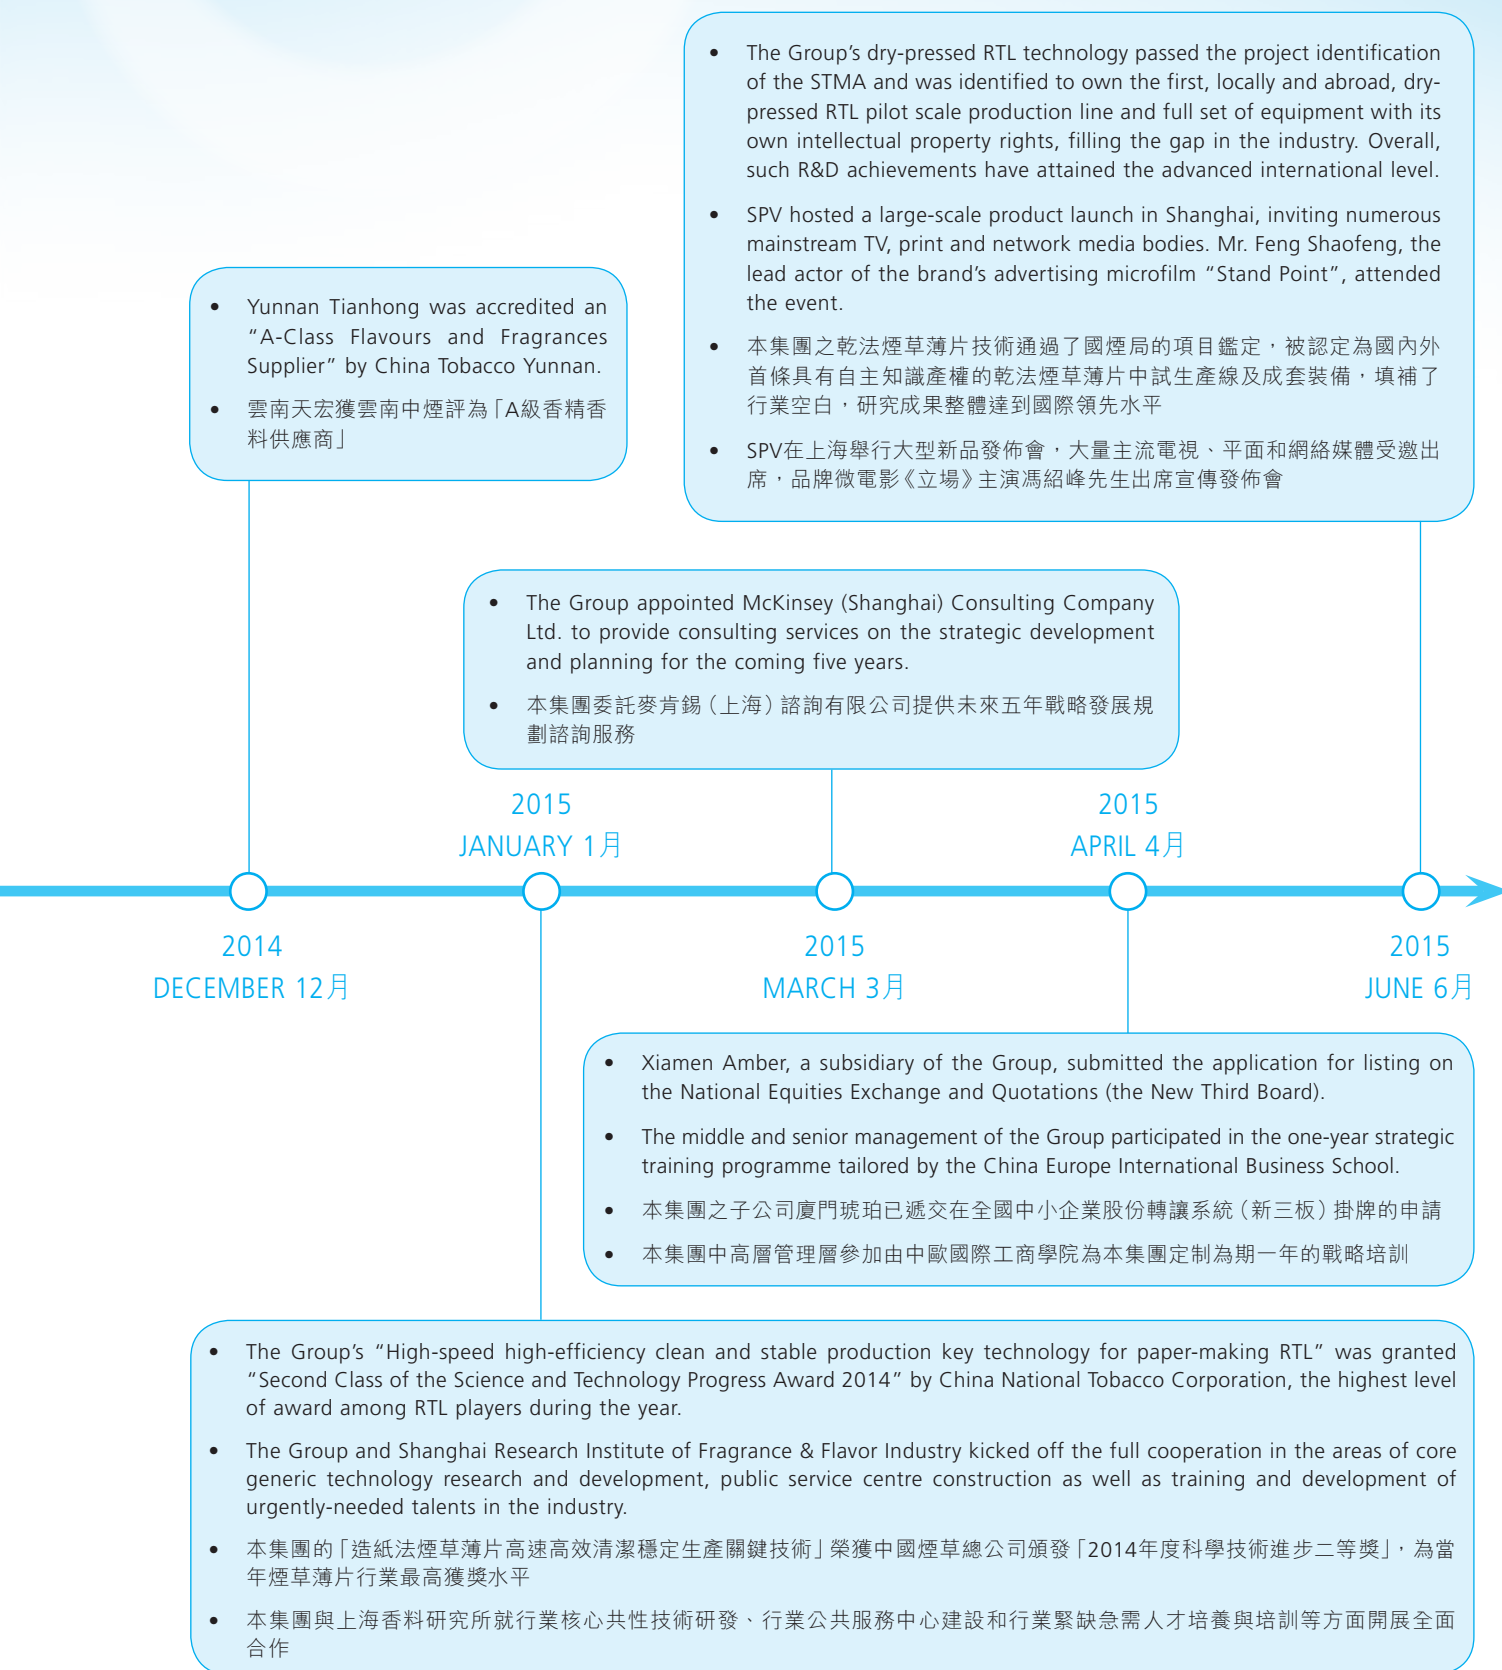 • The Group’s dry-pressed RTL technology passed the project identification
of the STMA and was identified to own the first, locally and abroad, dry-
pressed RTL pilot scale production line and full set of equipment with its
own intellectual property rights, filling the gap in the industry. Overall,
such R&D achievements have attained the advanced international level.
• SPV hosted a large-scale product launch in Shanghai, inviting numerous
mainstream TV, print and network media bodies. Mr. Feng Shaofeng, the
lead actor of the brand’s advertising microfilm “Stand Point”, attended
the event.
• 本集團之乾法煙草薄片技術通過了國煙局的項目鑑定，被認定為國內外
首條具有自主知識產權的乾法煙草薄片中試生產線及成套裝備，填補了
行業空白，研究成果整體達到國際領先水平
• SPV在上海舉行大型新品發佈會，大量主流電視、平面和網絡媒體受邀出
席，品牌微電影《立場》主演馮紹峰先生出席宣傳發佈會
• Yunnan Tianhong was accredited an
“A-Class Flavours and Fragrances
Supplier” by China Tobacco Yunnan.
• 雲南天宏獲雲南中煙評為「A級香精香
料供應商」
• The Group appointed McKinsey (Shanghai) Consulting Company
Ltd. to provide consulting services on the strategic development
and planning for the coming five years.
• 本集團委託麥肯錫（上海）諮詢有限公司提供未來五年戰略發展規
劃諮詢服務
2015
JANUARY 1月
2015
APRIL 4月
2014
DECEMBER 12月
2015
MARCH 3月
2015
JUNE 6月
• Xiamen Amber, a subsidiary of the Group, submitted the application for listing on
the National Equities Exchange and Quotations (the New Third Board).
• The middle and senior management of the Group participated in the one-year strategic
training programme tailored by the China Europe International Business School.
• 本集團之子公司廈門琥珀已遞交在全國中小企業股份轉讓系統（新三板）掛牌的申請
• 本集團中高層管理層參加由中歐國際工商學院為本集團定制為期一年的戰略培訓
• The Group’s “High-speed high-efficiency clean and stable production key technology for paper-making RTL” was granted
“Second Class of the Science and Technology Progress Award 2014” by China National Tobacco Corporation, the highest level
of award among RTL players during the year.
• The Group and Shanghai Research Institute of Fragrance & Flavor Industry kicked off the full cooperation in the areas of core
generic technology research and development, public service centre construction as well as training and development of
urgently-needed talents in the industry.
• 本集團的「造紙法煙草薄片高速高效清潔穩定生產關鍵技術」榮獲中國煙草總公司頒發「2014年度科學技術進步二等獎」，為當
年煙草薄片行業最高獲獎水平
• 本集團與上海香料研究所就行業核心共性技術研發、行業公共服務中心建設和行業緊缺急需人才培養與培訓等方面開展全面
合作